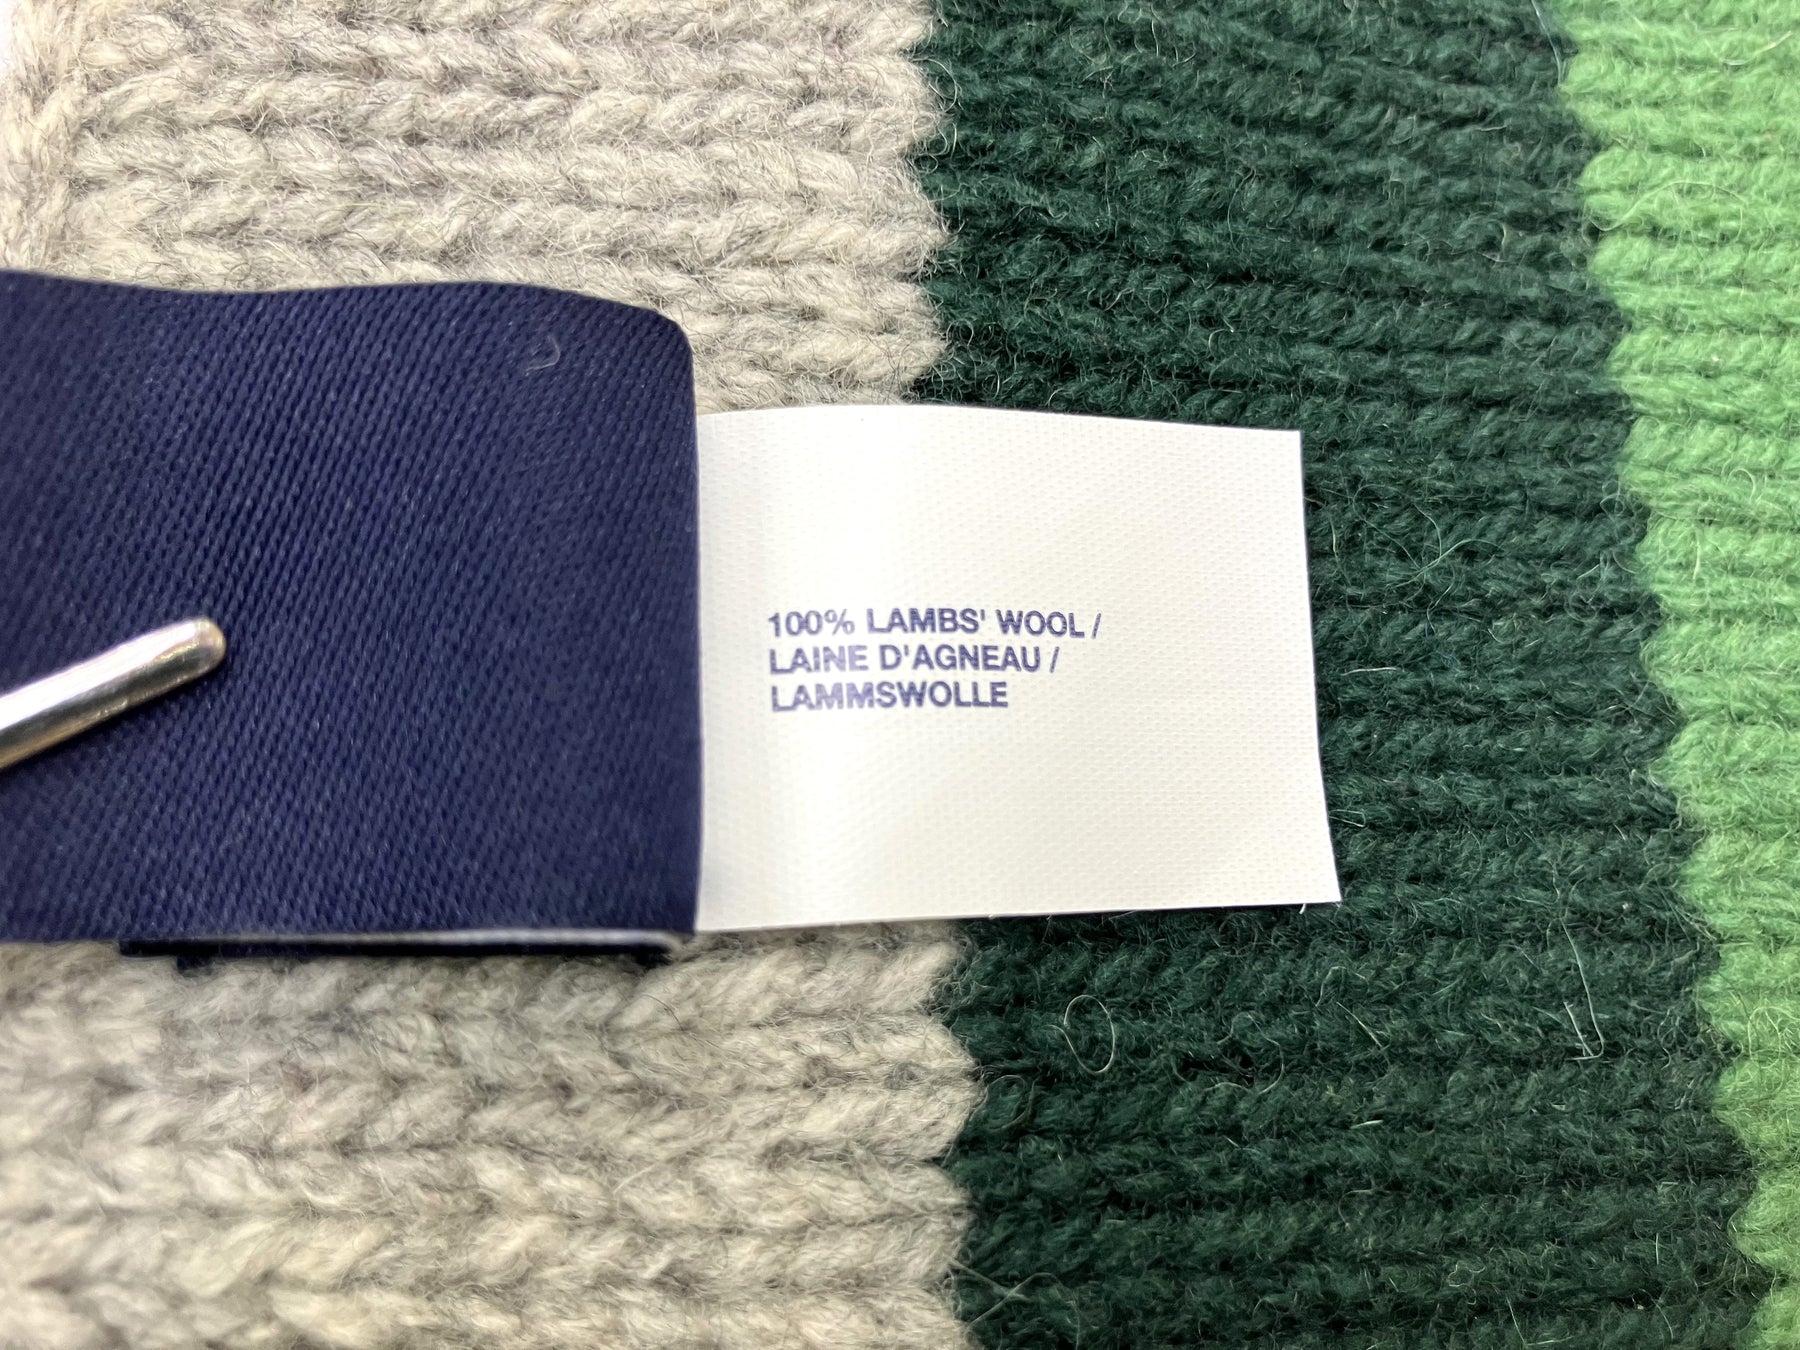 100% LAMBS' WOOL /
LAINE D'AGNEAU /
LAMMSWOLLE